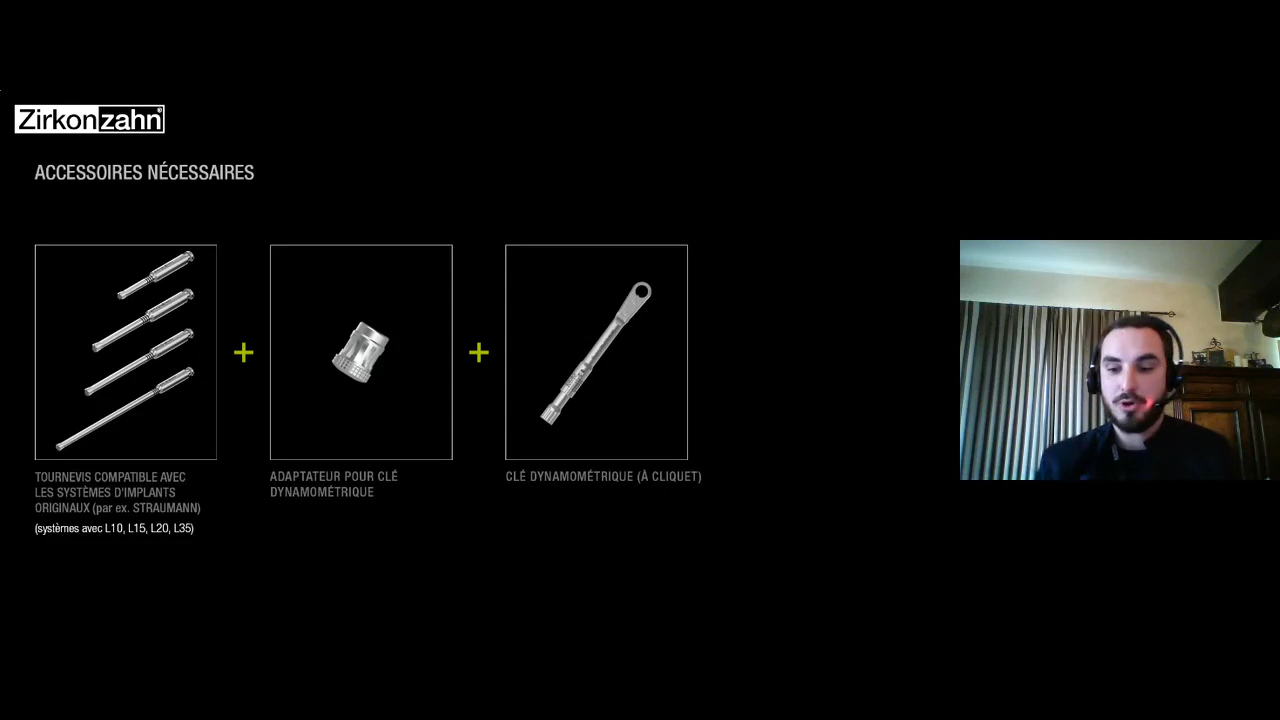 Zirkonzahn®
ACCESSOIRES NÉCESSAIRES
TOURNEVIS COMPATIBLE AVEC
LES SYSTÈMES D'IMPLANTS
ORIGINAUX (par ex. STRAUMANN)
(systèmes avec L10, L15, L20, L35)
ADAPTATEUR POUR CLÉ
DYNAMOMÉTRIQUE
CLÉ DYNAMOMÉTRIQUE (À CLIQUET)